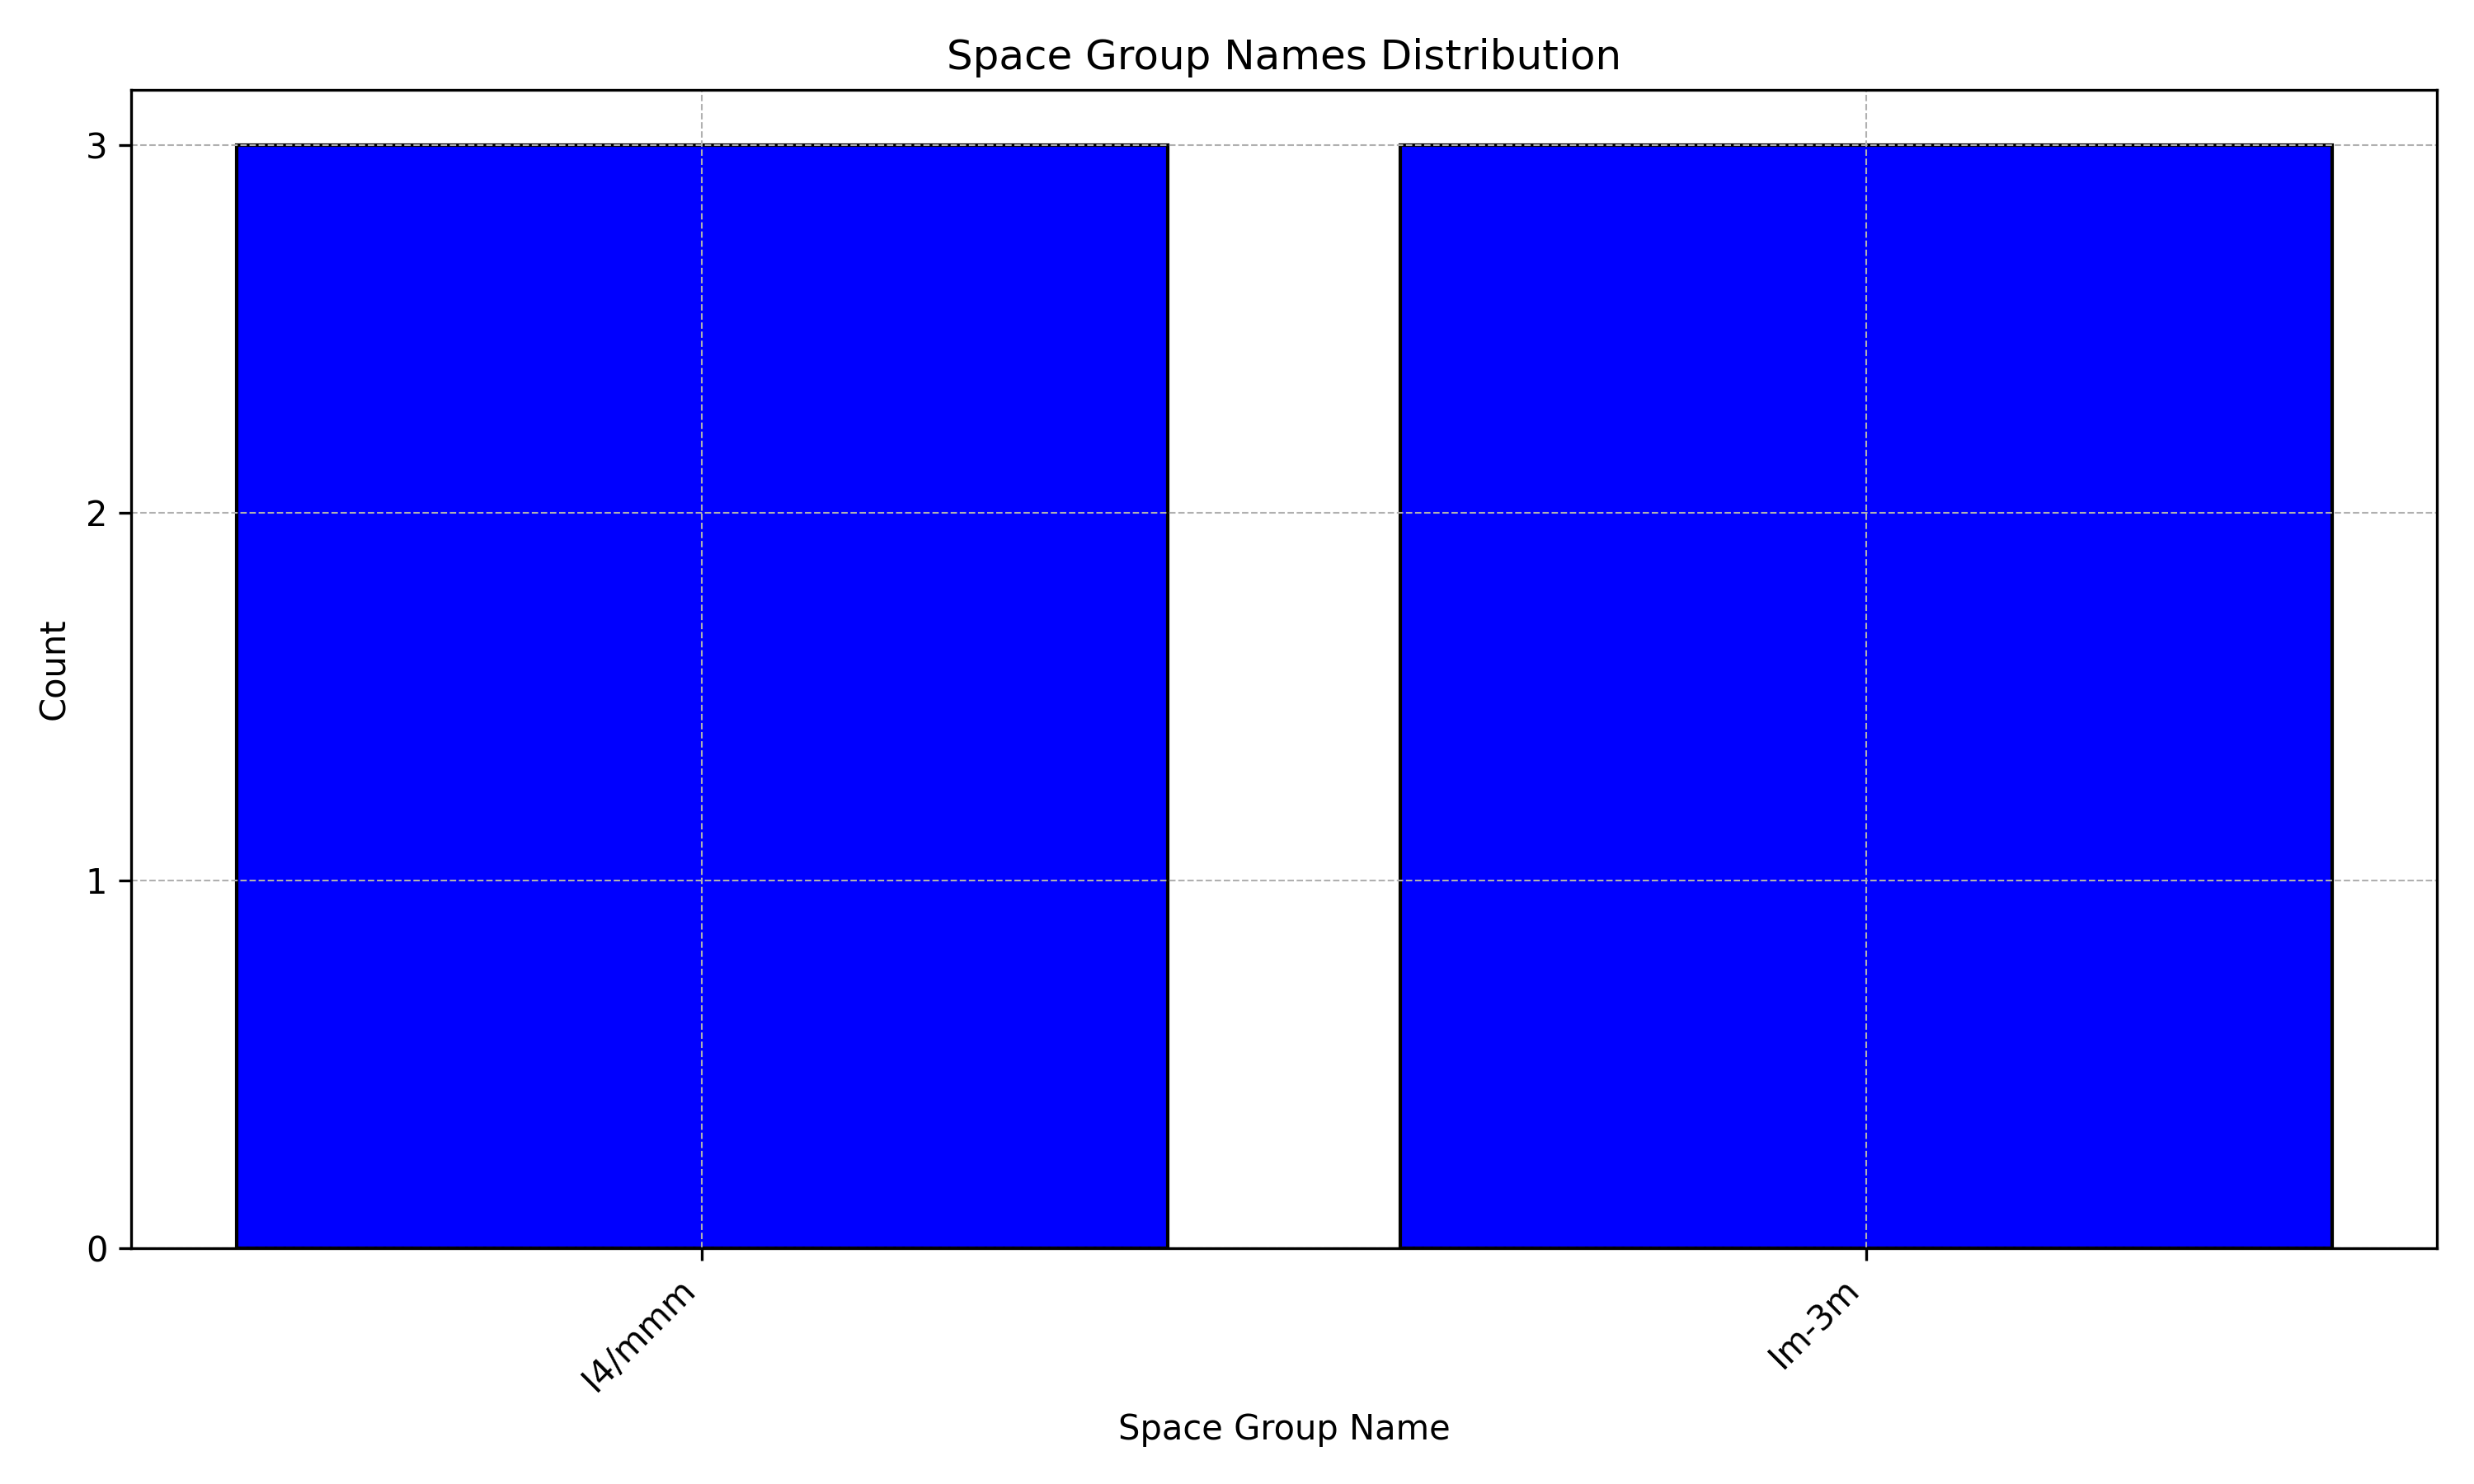 Space Group Names Distribution
3
2
1
0
Count
I4/mmm
Im-3m
Space Group Name